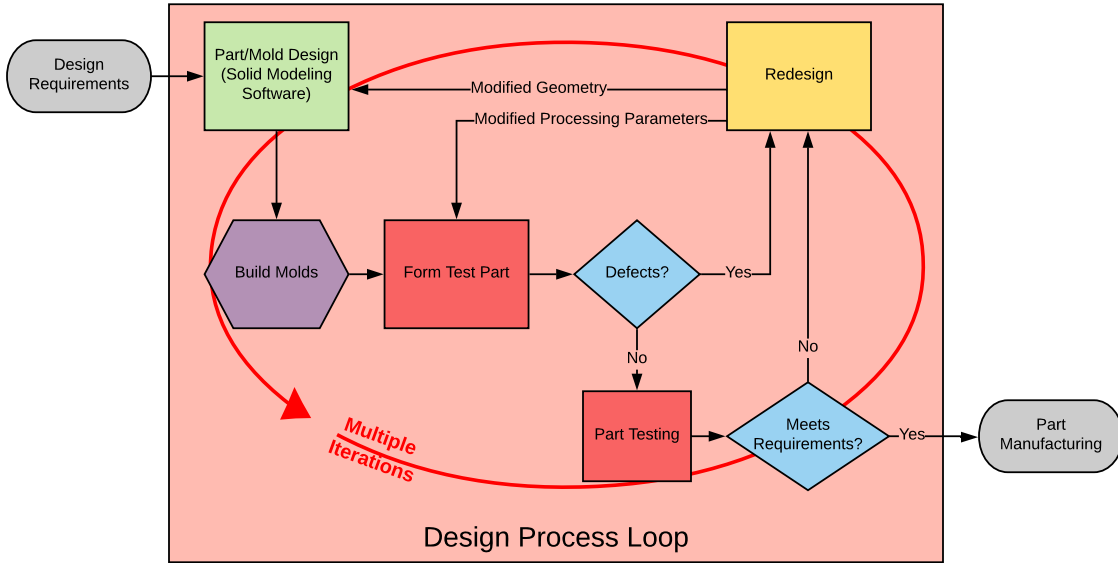 Design
Requirements
Part/Mold Design
(Solid Modeling
Software)
Redesign
Modified Geometry
Modified Processing Parameters
Build Molds
Form Test Part
Defects?
Yes
No
No
Part Testing
Meets
Requirements?
Yes
Part
Manufacturing
Multiple
Iterations
Design Process Loop